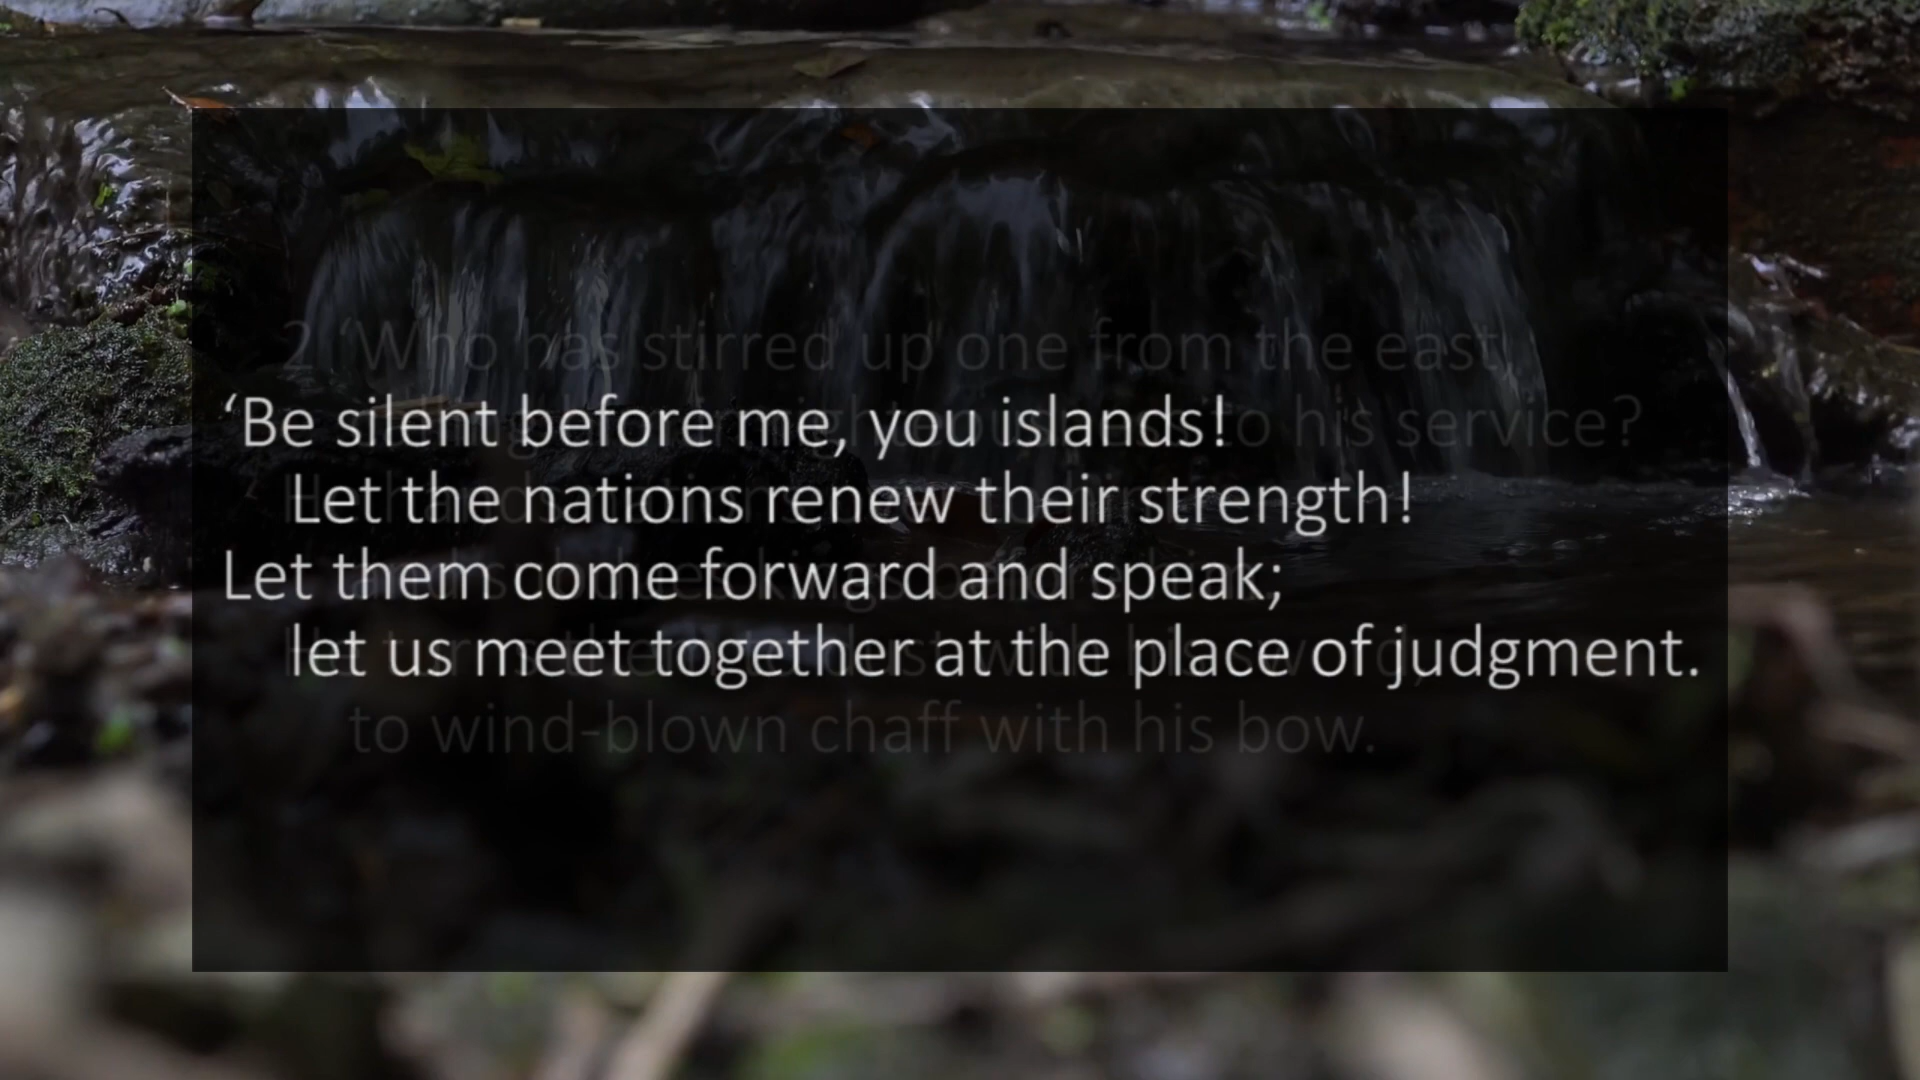 ‘Be silent before me, you islands!
Let the nations renew their strength!
Let them come forward and speak;
let us meet together at the place of judgment.
2 ‘Who has stirred up one from the east,
his service?
to wind-blown chaff with his bow.